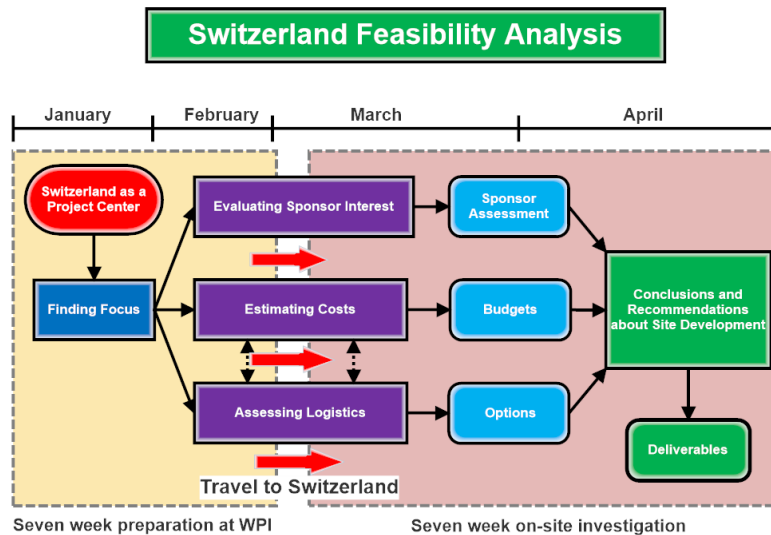 Switzerland Feasibility Analysis
January
February
March
April
Switzerland as a
Project Center
Evaluating Sponsor Interest
Sponsor
Assessment
Finding Focus
Estimating Costs
Budgets
Conclusions and
Recommendations
about Site Development
Assessing Logistics
Options
Deliverables
Travel to Switzerland
Seven week preparation at WPI
Seven week on-site investigation